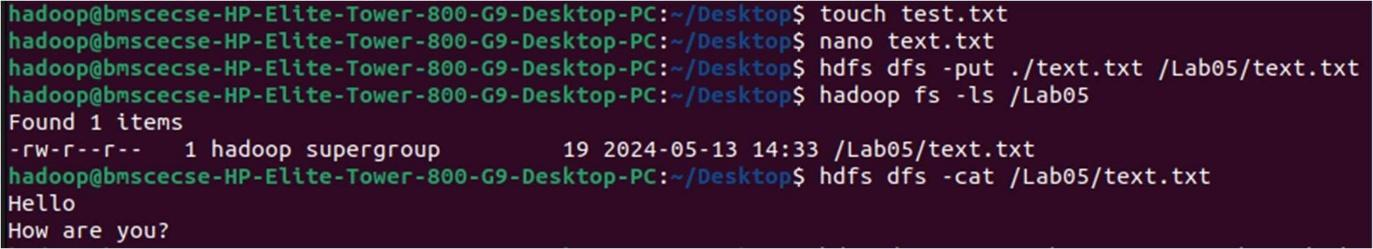 hadoop@bmscecse-HP-Elite-Tower-800-G9-Desktop-PC:~/Desktop$ touch test.txt
hadoop@bmscecse-HP-Elite-Tower-800-G9-Desktop-PC:~/Desktop$ nano text.txt
hadoop@bmscecse-HP-Elite-Tower-800-G9-Desktop-PC:~/Desktop$ hdfs dfs -put ./text.txt /Lab05/text.txt
hadoop@bmscecse-HP-Elite-Tower-800-G9-Desktop-PC:~/Desktop$ hadoop fs -ls /Lab05
Found 1 items
-rw-r--r--   1 hadoop supergroup         19 2024-05-13 14:33 /Lab05/text.txt
hadoop@bmscecse-HP-Elite-Tower-800-G9-Desktop-PC:~/Desktop$ hdfs dfs -cat /Lab05/text.txt
Hello
How are you?